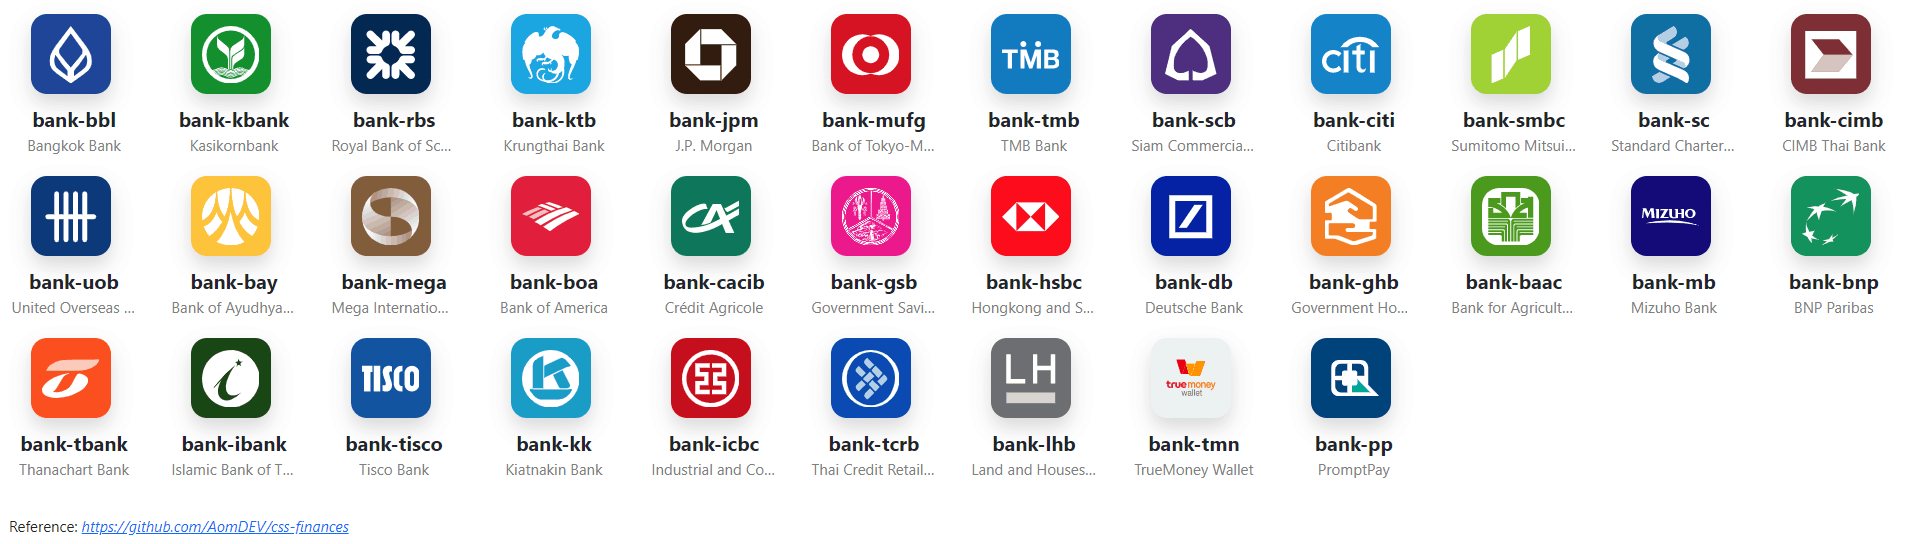 TMB
citi
bank-bbl bank-kbank bank-rbs bank-ktb bank-jpm bank-mufg bank-tmb bank-scb bank-citi bank-smbc bank-sc bank-cimb
Bangkok Bank Kasikornbank Royal Bank of Sc... Krungthai Bank J.P. Morgan Bank of Tokyo-M... TMB Bank Siam Commercia... Citibank Sumitomo Mitsui... Standard Charter... CIMB Thai Bank
MIZUHO
bank-uob bank-bay bank-mega bank-boa bank-cacib bank-gsb bank-hsbc bank-db bank-ghb bank-baac bank-mb bank-bnp
United Overseas ... Bank of Ayudhya... Mega Internatio... Bank of America Crédit Agricole Government Savi... Hongkong and S... Deutsche Bank Government Ho... Bank for Agricult... Mizuho Bank BNP Paribas
TISCO
LH
truemoney
wallet
bank-tbank bank-ibank bank-tisco bank-kk bank-icbc bank-tcrb bank-lhb bank-tmn bank-pp
Thanachart Bank Islamic Bank of T... Tisco Bank Kiatnakin Bank Industrial and Co... Thai Credit Retail... Land and Houses... TrueMoney Wallet PromptPay
Reference: https://github.com/AomDEV/css-finances